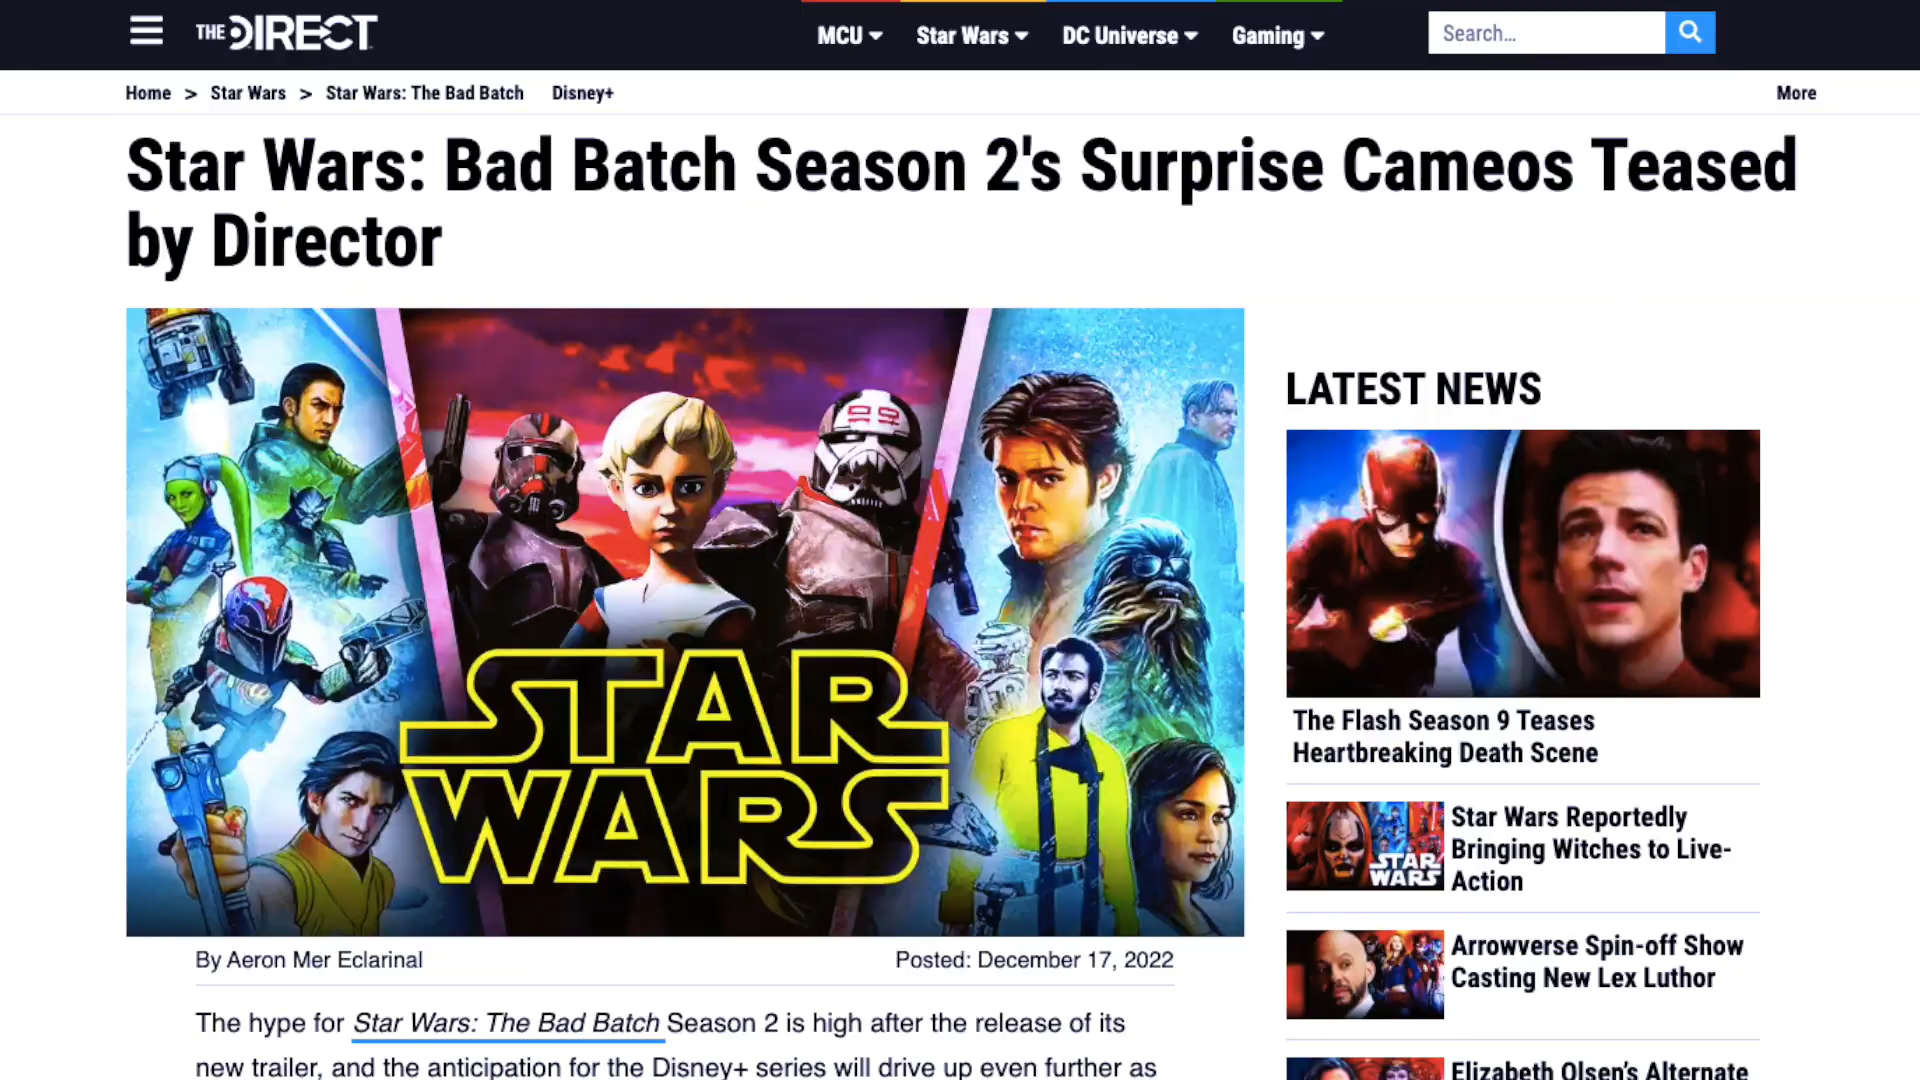 THE DIRECT
MCU
Star Wars
DC Universe
Gaming
Search...
Home > Star Wars > Star Wars: The Bad Batch Disney+
More
Star Wars: Bad Batch Season 2's Surprise Cameos Teased
by Director
STAR
WARS
By Aeron Mer Eclarinal
Posted: December 17, 2022
The hype for Star Wars: The Bad Batch Season 2 is high after the release of its
new trailer, and the anticipation for the Disney+ series will drive up even further as
LATEST NEWS
The Flash Season 9 Teases
Heartbreaking Death Scene
STAR
WARS
Star Wars Reportedly
Bringing Witches to Live-
Action
Arrowverse Spin-off Show
Casting New Lex Luthor
Elizabeth Olsen's Alternate